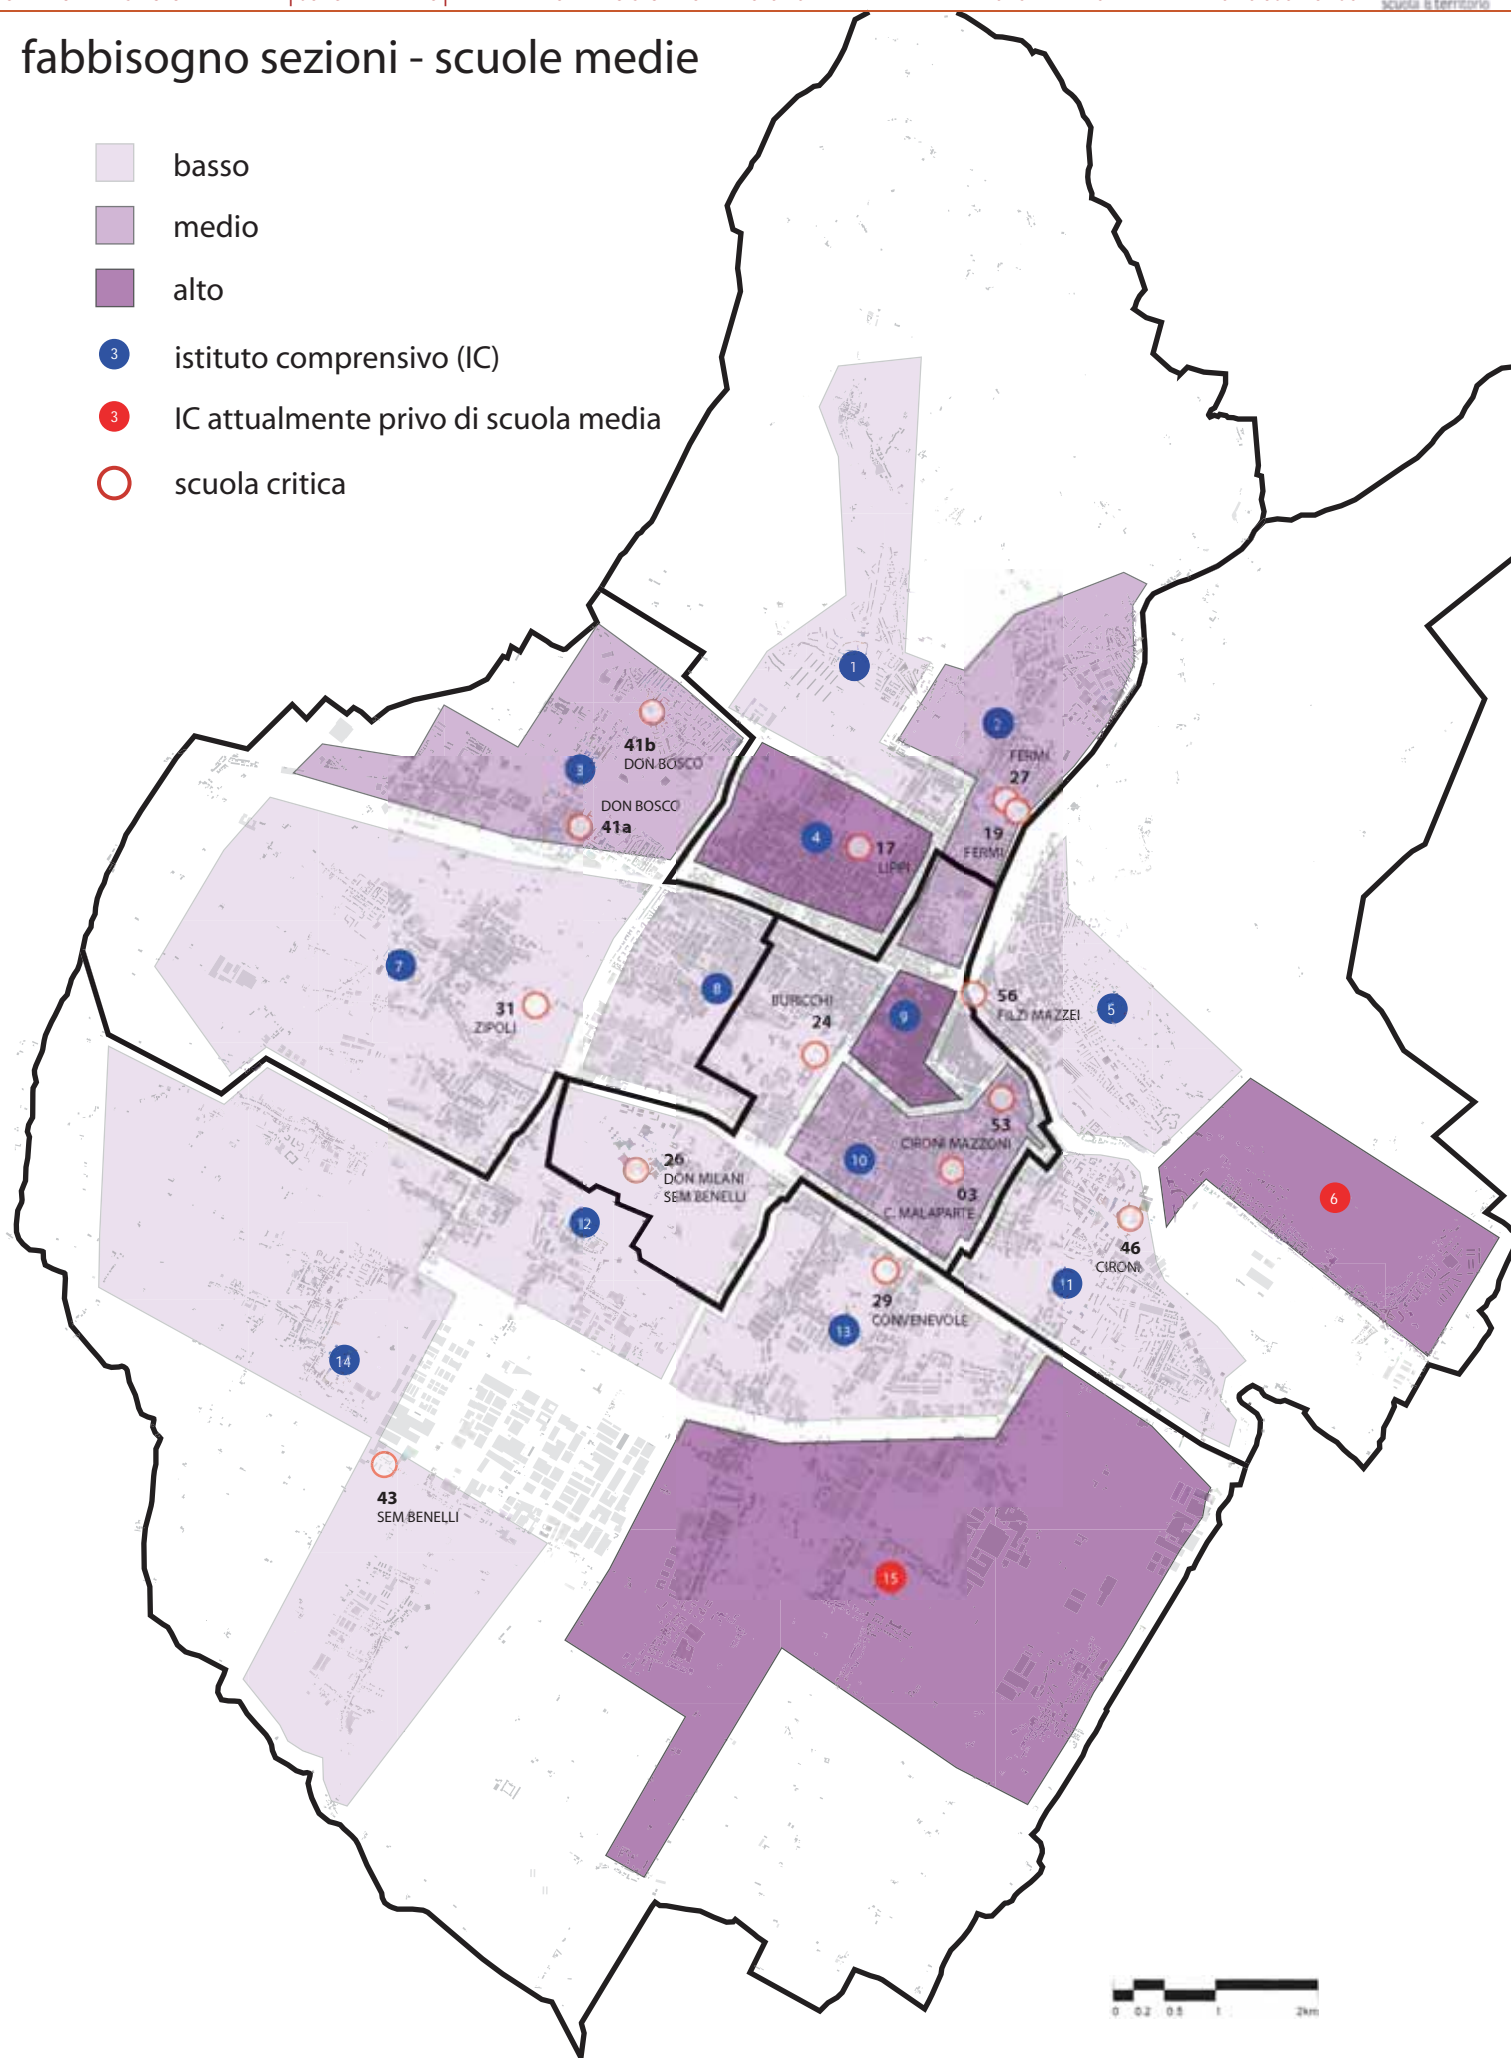 scuola & territorio
fabbisogno sezioni - scuole medie
basso
medio
alto
3 istituto comprensivo (IC)
3 IC attualmente privo di scuola media
scuola critica
1
2
FERMI
27
41b
DON BOSCO
3
DON BOSCO
41a
4
17
LIPPI
19
FERMI
7
8
31
ZIPOLI
BURICCHI
24
9
56
FILZI MAZZEI
5
53
CIRONI MAZZONI
10
03
C. MALAPARTE
26
DON MILANI
SEM BENELLI
12
6
46
CIRONI
11
29
CONVENEVOLE
13
14
43
SEM BENELLI
15
0 0.2 0.5 1 2km